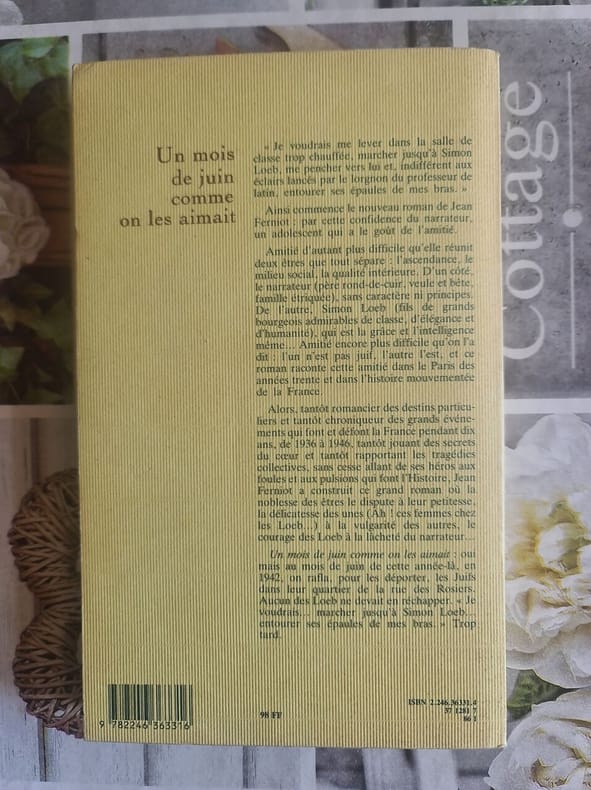 Un mois
de juin
comme
on les aimait
« Je voudrais me lever dans la salle de
classe trop chauffée, marcher jusqu'à Simon
Loeb, me pencher vers lui et, indifférent aux
éclairs lancés par le lorgnon du professeur de
latin, entourer ses épaules de mes bras. »
Ainsi commence le nouveau roman de Jean
Ferniot : par cette confidence du narrateur,
un adolescent qui a le goût de l'amitié.
Amitié d'autant plus difficile qu'elle réunit
deux êtres que tout sépare : l'ascendance, le
milieu social, la qualité intérieure. D'un côté,
le narrateur (père rond-de-cuir, veule et bête,
famille étriquée), sans caractère ni principes.
De l'autre, Simon Loeb (fils de grands
bourgeois admirables de classe, d'élégance et
d'humanité), qui est la grâce et l'intelligence
même... Amitié encore plus difficile qu'on l'a
dit : l'un n'est pas juif, l'autre l'est, et ce
roman raconte cette amitié dans le Paris des
années trente et dans l'histoire mouvementée
de la France.
Alors, tantôt romancier des destins particu-
liers et tantôt chroniqueur des grands événe-
ments qui font et défont la France pendant dix
ans, de 1936 à 1946, tantôt jouant des secrets
du cœur et tantôt rapportant les tragédies
collectives, sans cesse allant de ses héros aux
foules et aux pulsions qui font l'Histoire, Jean
Ferniot a construit ce grand roman où la
noblesse des êtres le dispute à leur petitesse,
la délicatesse des unes (Ah ! ces femmes chez
les Loeb...) à la vulgarité des autres, le
courage des Loeb à la lâcheté du narrateur...
Un mois de juin comme on les aimait : oui
mais au mois de juin de cette année-là, en
1942, on rafla, pour les déporter, les Juifs
dans leur quartier de la rue des Rosiers.
Aucun des Loeb ne devait en réchapper. « Je
voudrais... marcher jusqu'à Simon Loeb...
entourer ses épaules de mes bras. » Trop
tard.
9 782246 363316
98 FF
ISBN 2.246.36331.4
37 1281 7
86 1
Cottage